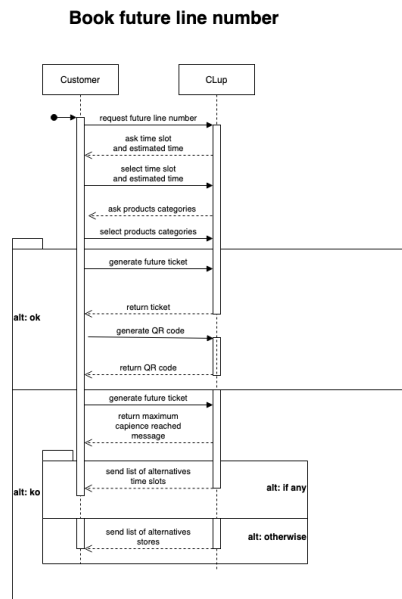 Book future line number
Customer
CLup
request future line number
ask time slot
and estimated time
select time slot
and estimated time
ask products categories
select products categories
generate future ticket
return ticket
alt: ok
generate QR code
return QR code
generate future ticket
return maximum
capience reached
message
send list of alternatives
time slots
alt: if any
alt: ko
send list of alternatives
stores
alt: otherwise